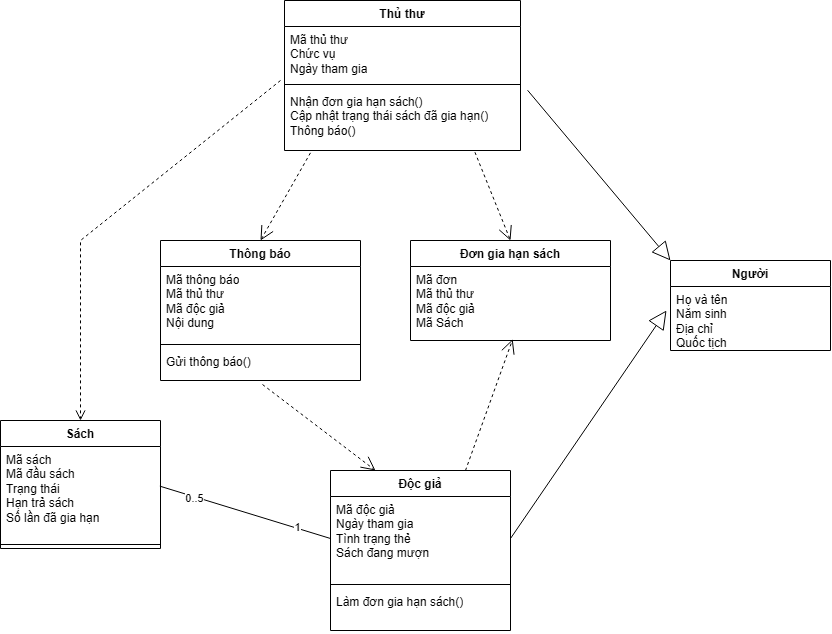 Thủ thư
Mã thủ thư
Chức vụ
Ngày tham gia
Nhận đơn gia hạn sách()
Cập nhật trạng thái sách đã gia hạn()
Thông báo()
Thông báo
Mã thông báo
Mã thủ thư
Mã độc giả
Nội dung
Gửi thông báo()
Đơn gia hạn sách
Mã đơn
Mã thủ thư
Mã độc giả
Mã Sách
Người
Họ và tên
Năm sinh
Địa chỉ
Quốc tịch
Sách
Mã sách
Mã đầu sách
Trạng thái
Hạn trả sách
Số lần đã gia hạn
0..5
1
Độc giả
Mã độc giả
Ngày tham gia
Tình trạng thẻ
Sách đang mượn
Làm đơn gia hạn sách()